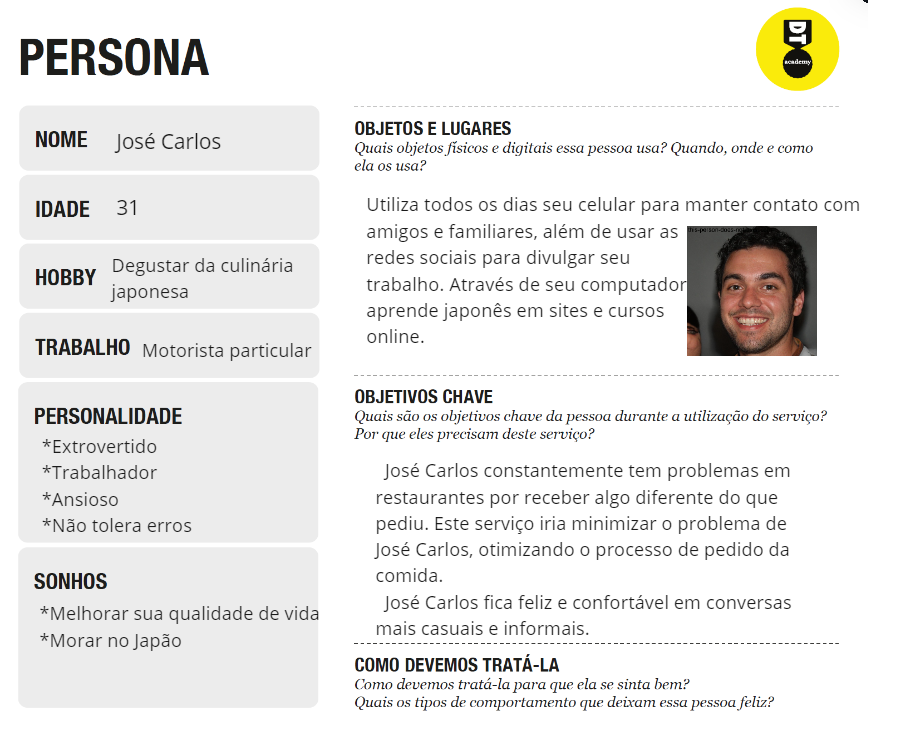 PERSONA
DT
academy
NOME José Carlos
IDADE 31
HOBBY Degustar da culinária
japonesa
TRABALHO Motorista particular
PERSONALIDADE
*Extrovertido
*Trabalhador
*Ansioso
*Não tolera erros
SONHOS
*Melhorar sua qualidade de vida
*Morar no Japão
OBJETOS E LUGARES
Quais objetos físicos e digitais essa pessoa usa? Quando, onde e como
ela os usa?
Utiliza todos os dias seu celular para manter contato com
amigos e familiares, além de usar as
redes sociais para divulgar seu
trabalho. Através de seu computador
aprende japonês em sites e cursos
online.
OBJETIVOS CHAVE
Quais são os objetivos chave da pessoa durante a utilização do serviço?
Por que eles precisam deste serviço?
José Carlos constantemente tem problemas em
restaurantes por receber algo diferente do que
pediu. Este serviço iria minimizar o problema de
José Carlos, otimizando o processo de pedido da
comida.
José Carlos fica feliz e confortável em conversas
mais casuais e informais.
COMO DEVEMOS TRATÁ-LA
Como devemos tratá-la para que ela se sinta bem?
Quais os tipos de comportamento que deixam essa pessoa feliz?